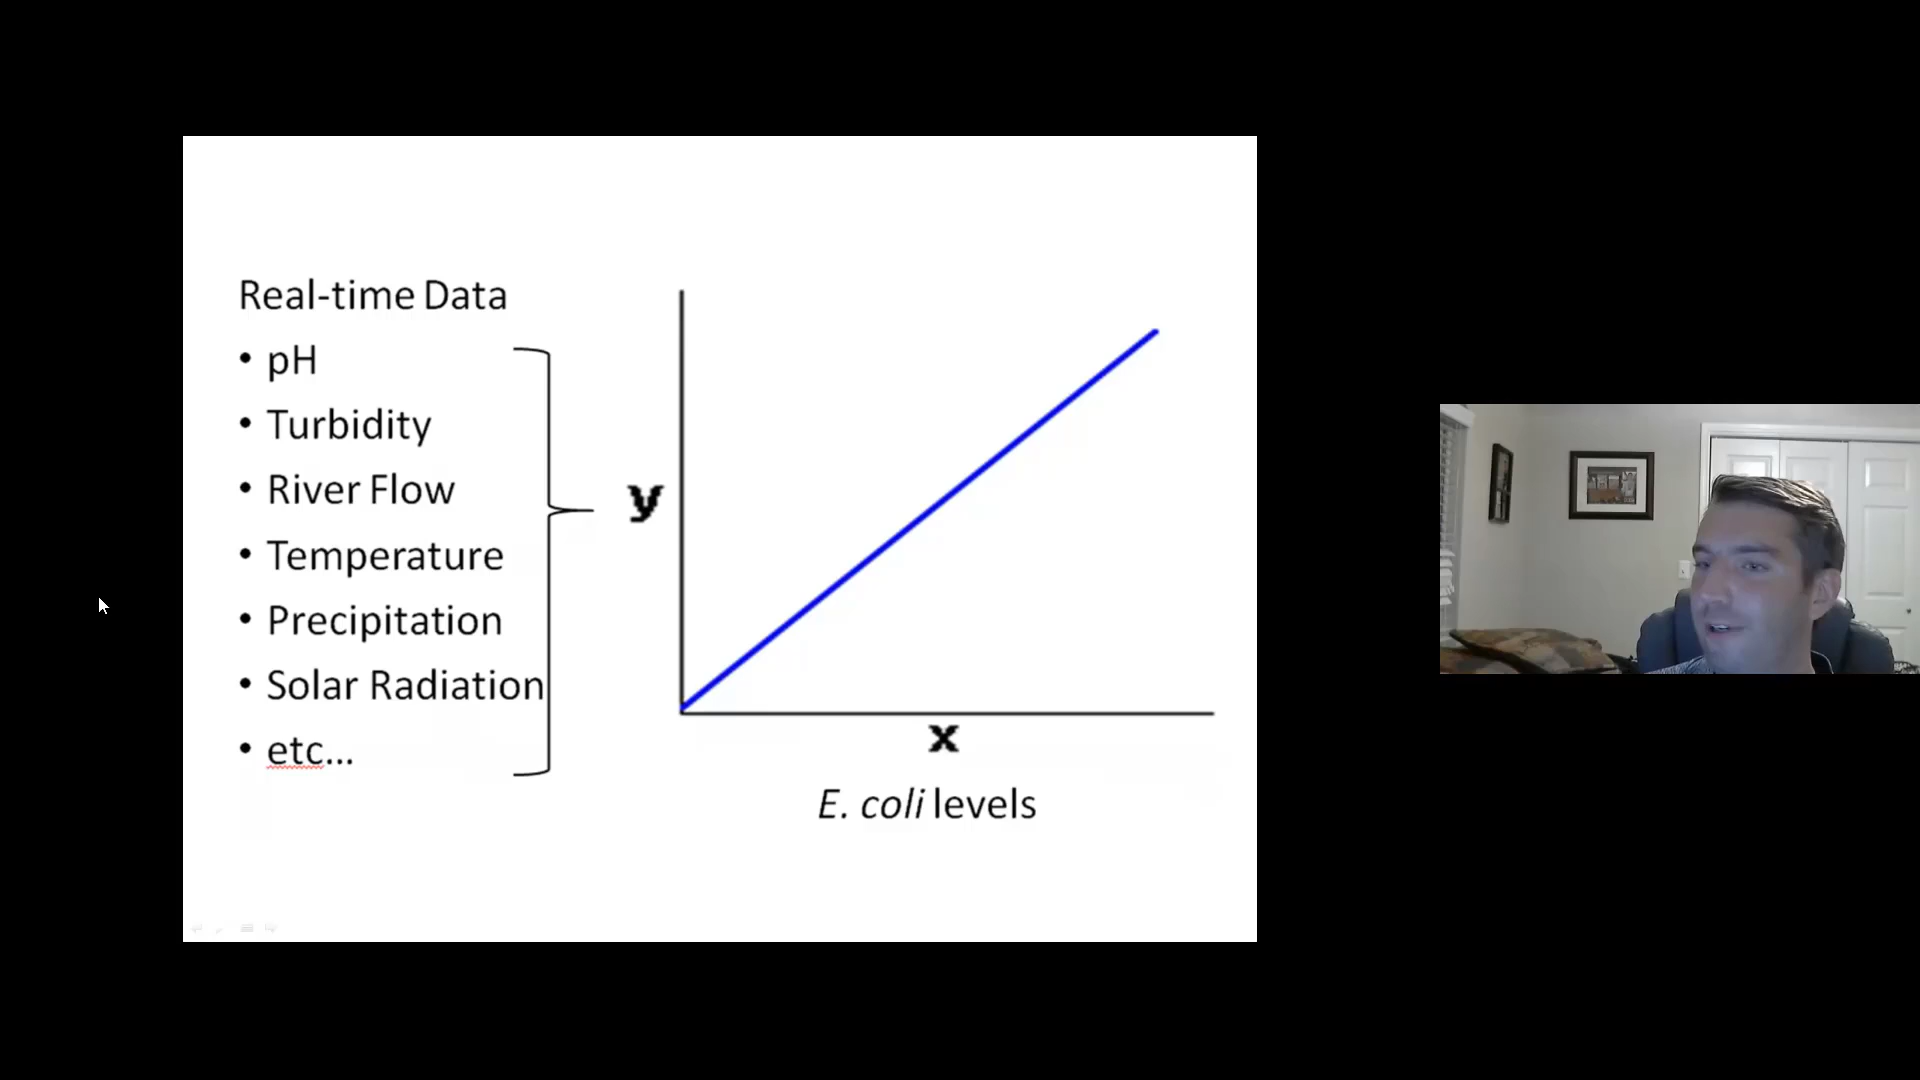 Real-time Data
• pH
• Turbidity
• River Flow
• Temperature
• Precipitation
• Solar Radiation
• etc...
y
x
E. coli levels